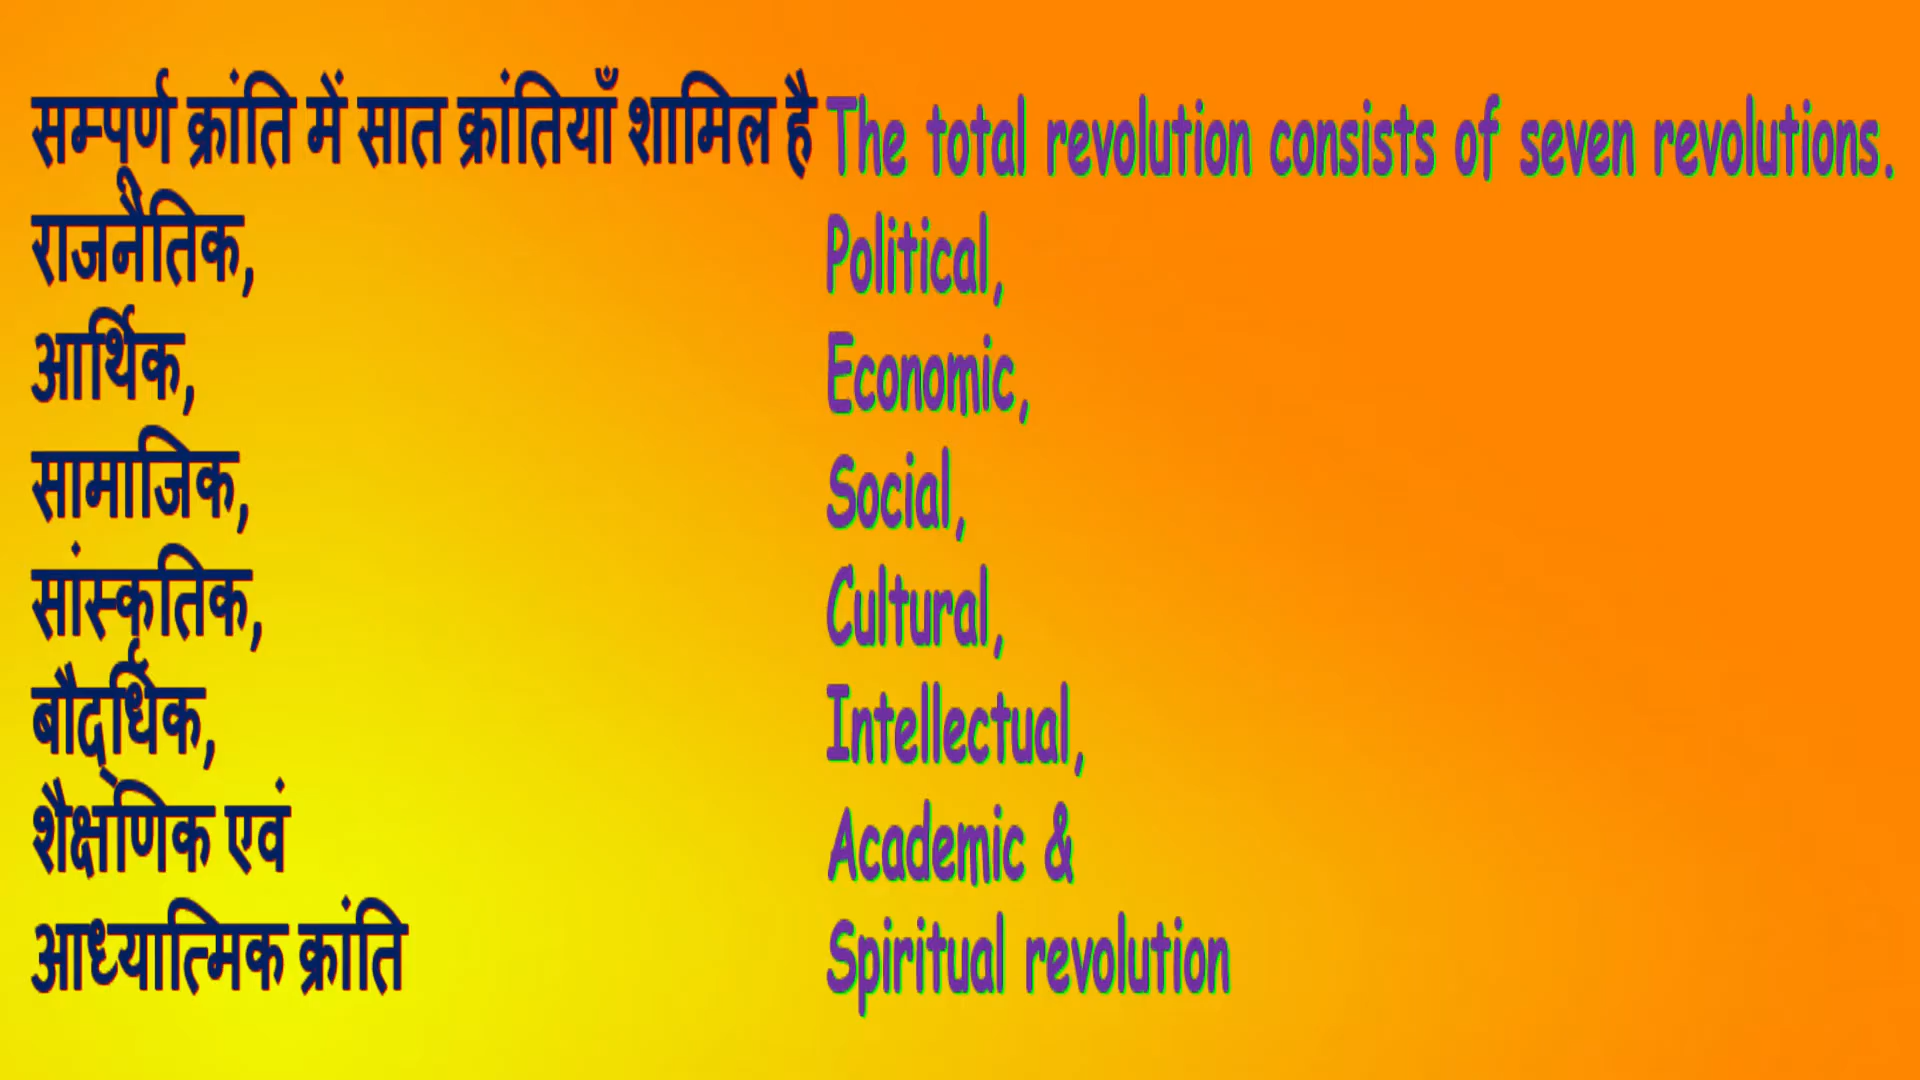 सम्पूर्ण क्रांति में सात क्रांतियाँ शामिल है
राजनैतिक,
आर्थिक,
सामाजिक,
सांस्कृतिक,
बौद्धिक,
शैक्षणिक एवं
आध्यात्मिक क्रांति
The total revolution consists of seven revolutions.
Political,
Economic,
Social,
Cultural,
Intellectual,
Academic &
Spiritual revolution